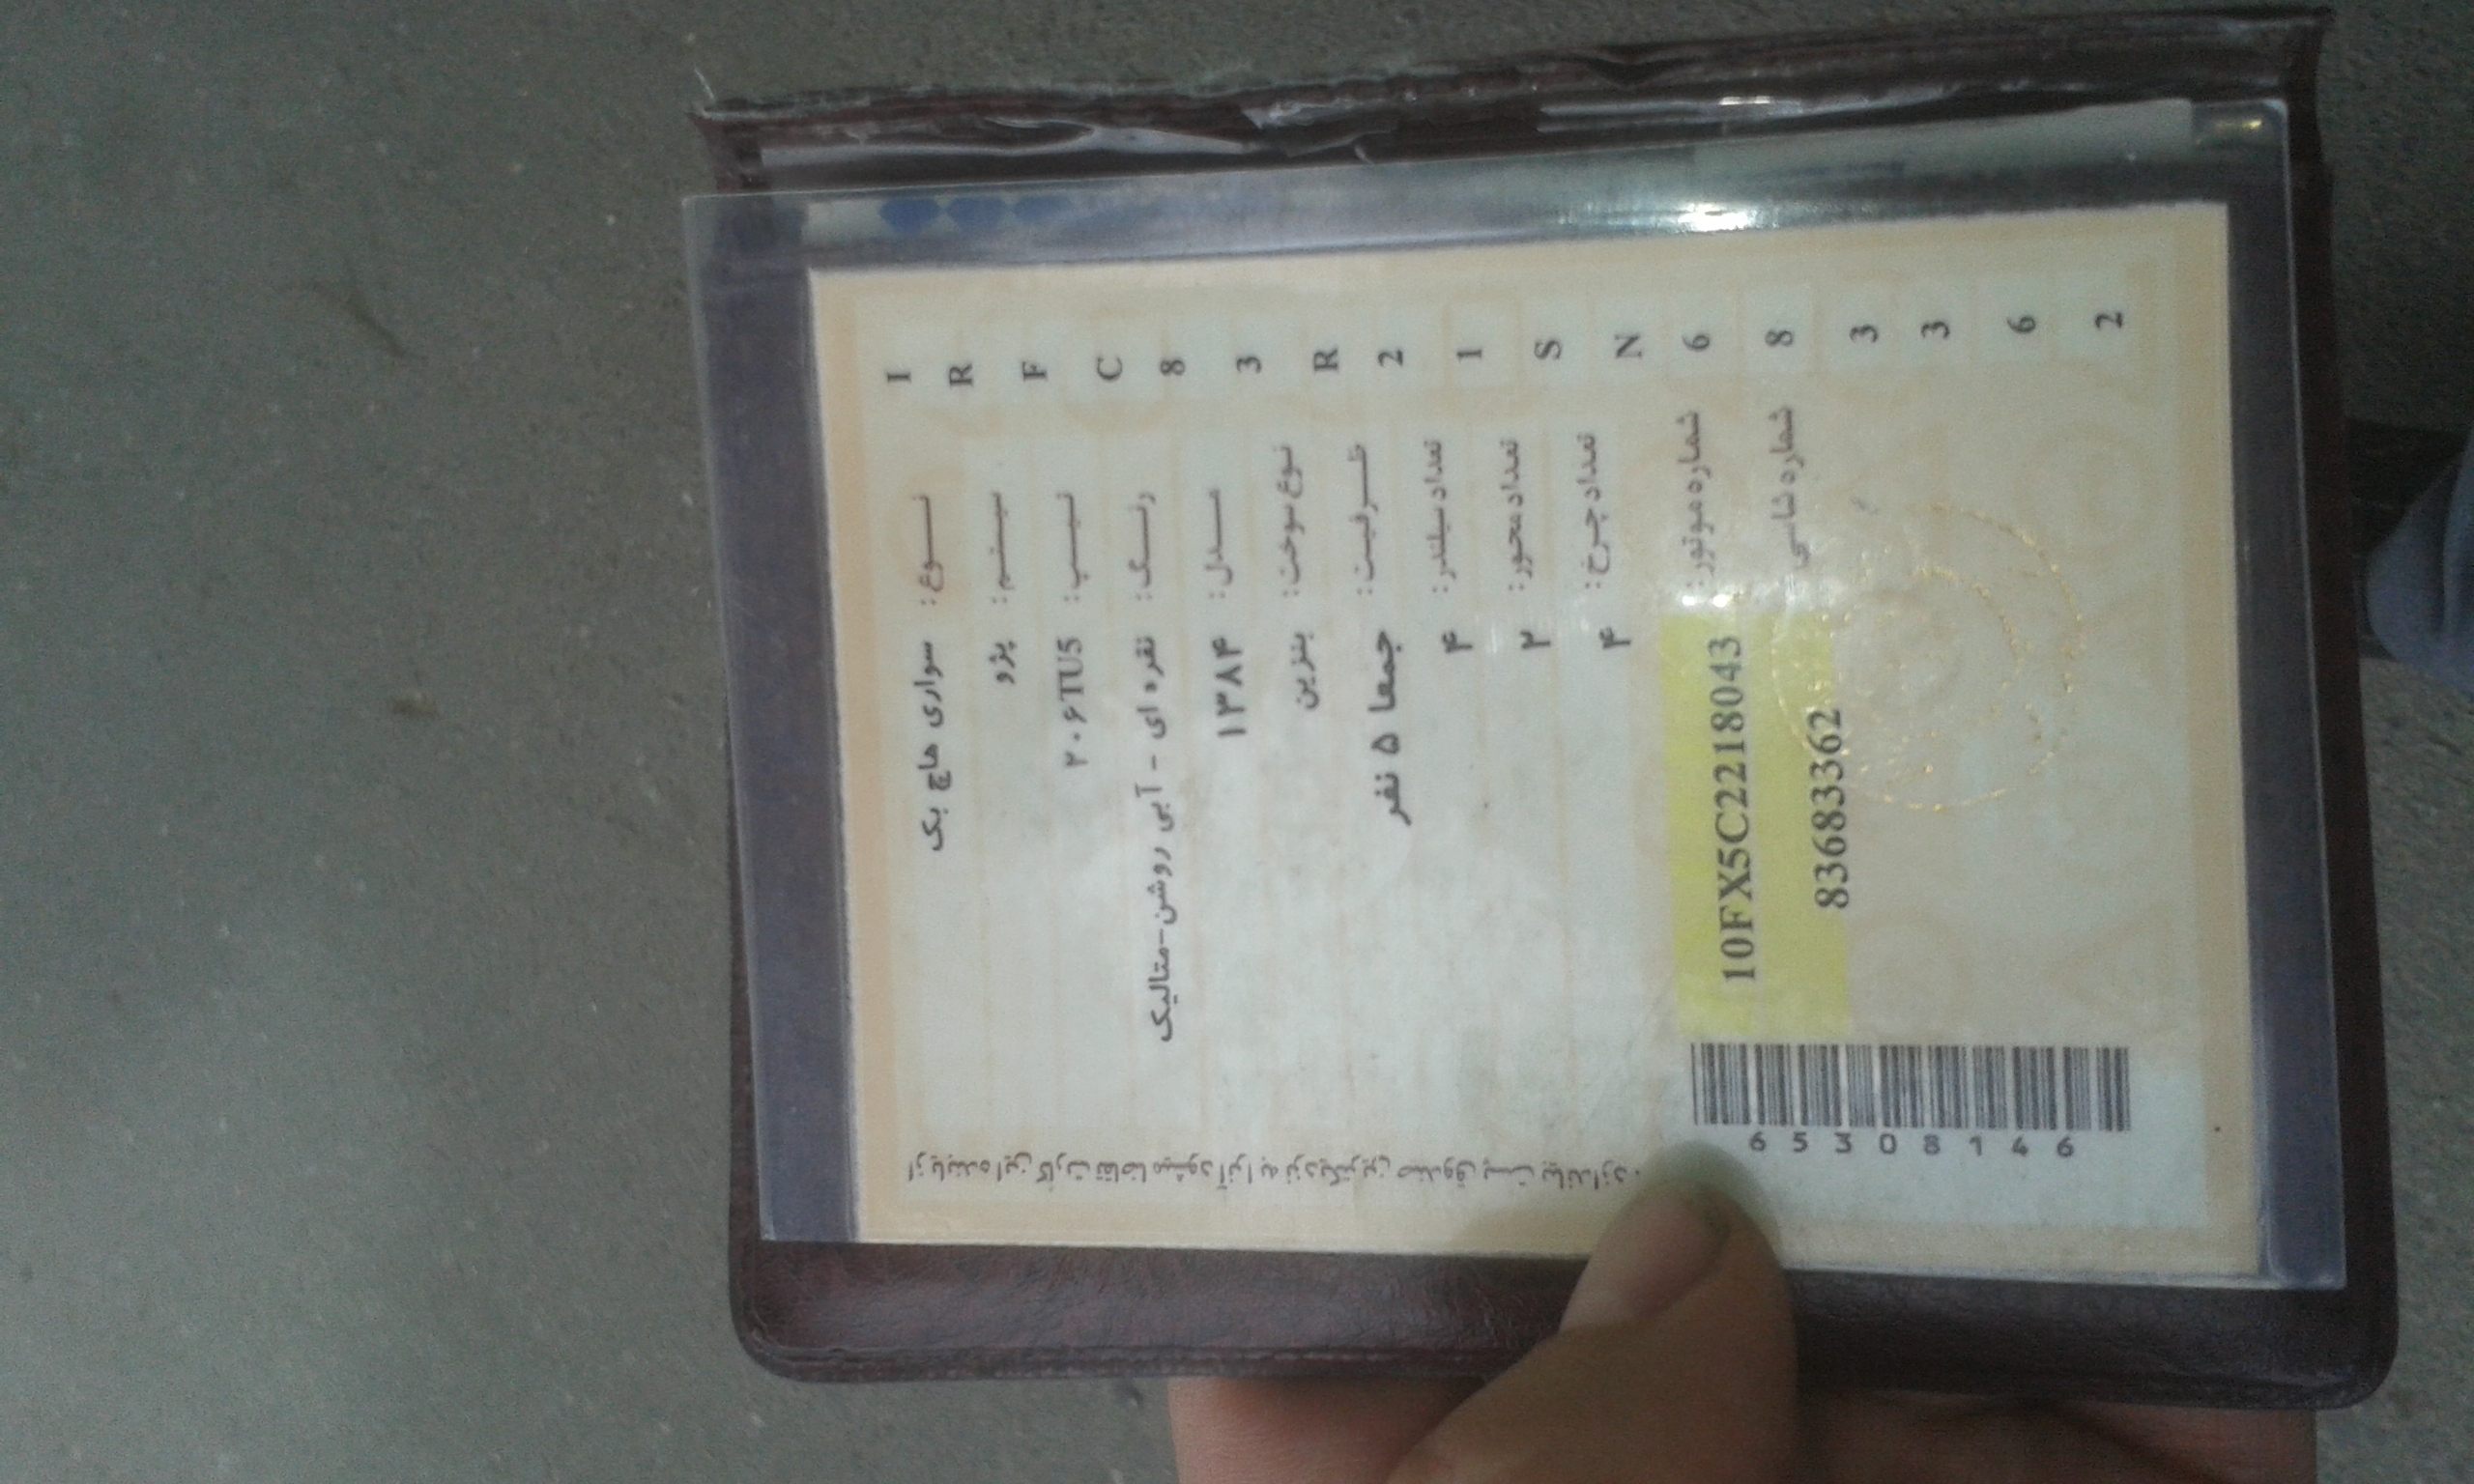 نوع: سواری هاچ بک
سیستم: پژو
تیپ: ۲۰۶TU5
رنگ: نقره ای - آبی روشن-متالیک
مدل: ۱۳۸۴
نوع سوخت: بنزین
ظرفیت: جمعا ۵ نفر
تعداد سیلندر: ۴
تعداد محور: ۲
تعداد چرخ: ۴
شماره موتور: 10FX5C2218043
شماره شاسی 83683362
IRFC83R21SN683362
از یابنده این کارت تقاضا میشود آنرا به نزدیکترین صندوق پست بیاندازد.
65308146